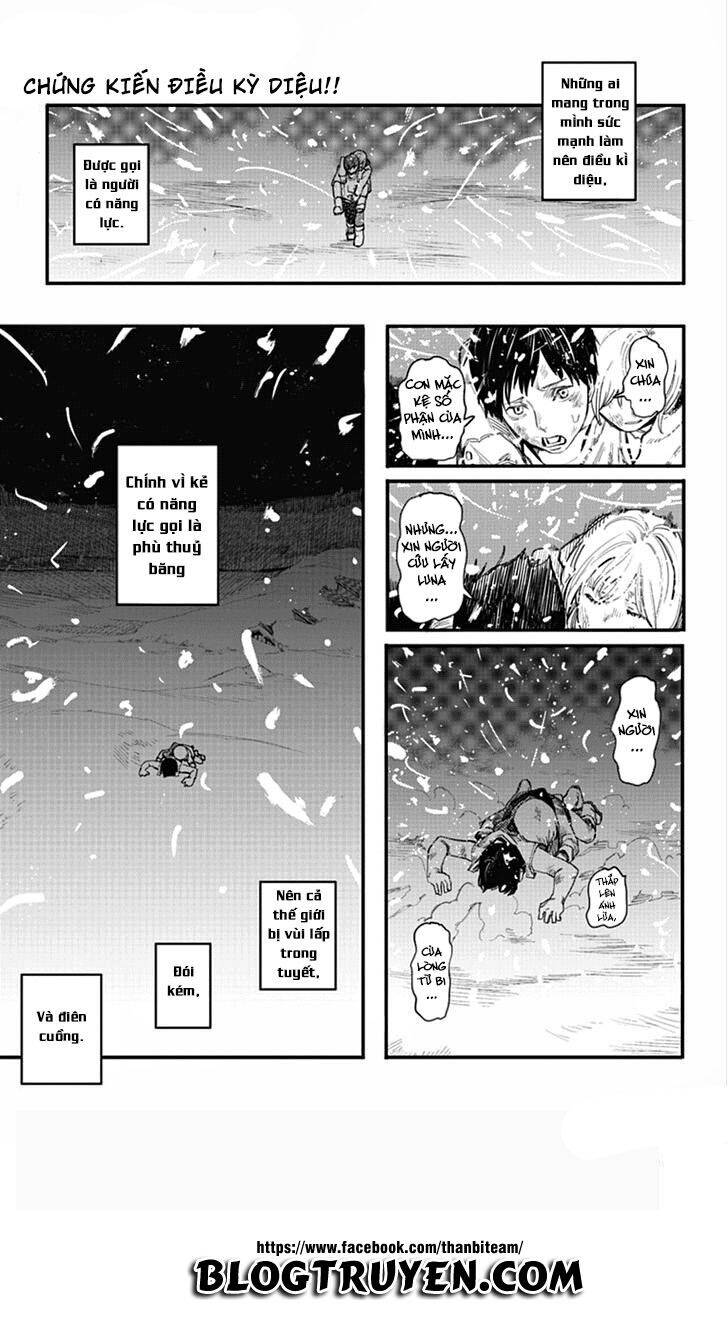 CHỨNG KIẾN ĐIỀU KỲ DIỆU!!
Những ai
mang trong
mình sức
mạnh làm
nên điều kì
diệu,
Được gọi
là người
có năng
lực.
XIN
CHÚA
...
CON MẶC
KỆ SỐ
PHẬN CỦA
MÌNH...
NHƯNG...
XIN NGƯỜI
CỨU LẤY
LUNA
...
XIN
NGƯỜI
...
THẮP
LÊN
ÁNH
LỬA,
CỦA
LÒNG
TỪ BI
...
Chính vì kẻ
có năng
lực gọi là
phù thuỷ
băng
Nên cả
thế giới
bị vùi lấp
trong
tuyết,
Đói
kém,
Và điên
cuồng.
https://www.facebook.com/thanbiteam/
BLOGTRUYEN.COM